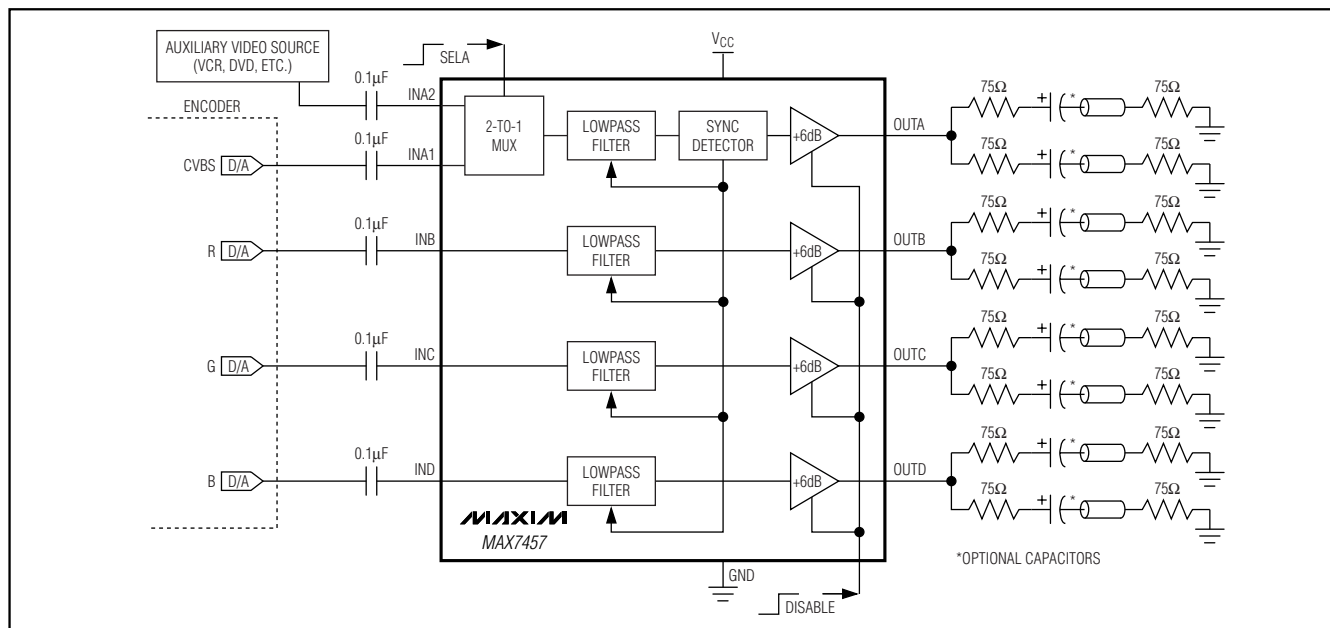 AUXILIARY VIDEO SOURCE
(VCR, DVD, ETC.)
SELA
VCC
0.1µF
INA2
ENCODER
0.1µF
INA1
CVBS D/A
2-TO-1
MUX
LOWPASS
FILTER
SYNC
DETECTOR
+6dB
OUTA
75Ω
+
*
75Ω
75Ω
+
*
75Ω
0.1µF
R D/A
INB
LOWPASS
FILTER
+6dB
OUTB
75Ω
+
*
75Ω
75Ω
+
*
75Ω
0.1µF
G D/A
INC
LOWPASS
FILTER
+6dB
OUTC
75Ω
+
*
75Ω
75Ω
+
*
75Ω
0.1µF
B D/A
IND
LOWPASS
FILTER
+6dB
OUTD
75Ω
+
*
75Ω
75Ω
+
*
75Ω
MAXIM
MAX7457
*OPTIONAL CAPACITORS
GND
DISABLE